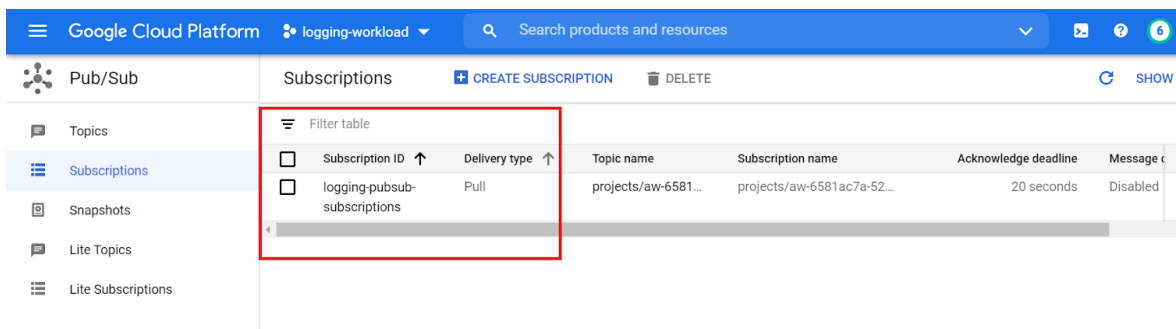 Google Cloud Platform logging-workload Search products and resources 6
Pub/Sub Subscriptions CREATE SUBSCRIPTION DELETE SHOW
Topics
Subscriptions
Snapshots
Lite Topics
Lite Subscriptions
Filter table
Subscription ID Delivery type Topic name Subscription name Acknowledge deadline Message
logging-pubsub- Pull projects/aw-6581... projects/aw-6581ac7a-52... 20 seconds Disabled
subscriptions